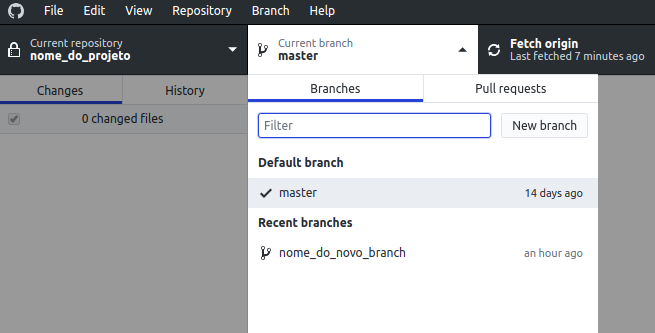 File Edit View Repository Branch Help
Current repository
nome_do_projeto
Current branch
master
Fetch origin
Last fetched 7 minutes ago
Changes History
0 changed files
Branches Pull requests
Filter New branch
Default branch
master 14 days ago
Recent branches
nome_do_novo_branch an hour ago